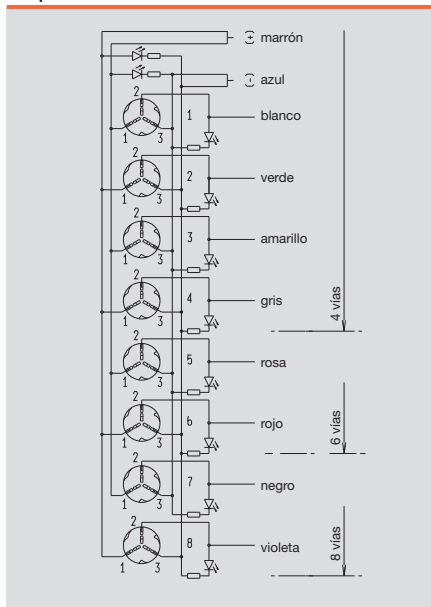 (+) marrón
(-) azul
2
1 3
1
blanco
2
1 3
2
verde
2
1 3
3
amarillo
2
1 3
4
gris
4 vías
2
1 3
5
rosa
2
1 3
6
rojo
6 vías
2
1 3
7
negro
2
1 3
8
violeta
8 vías